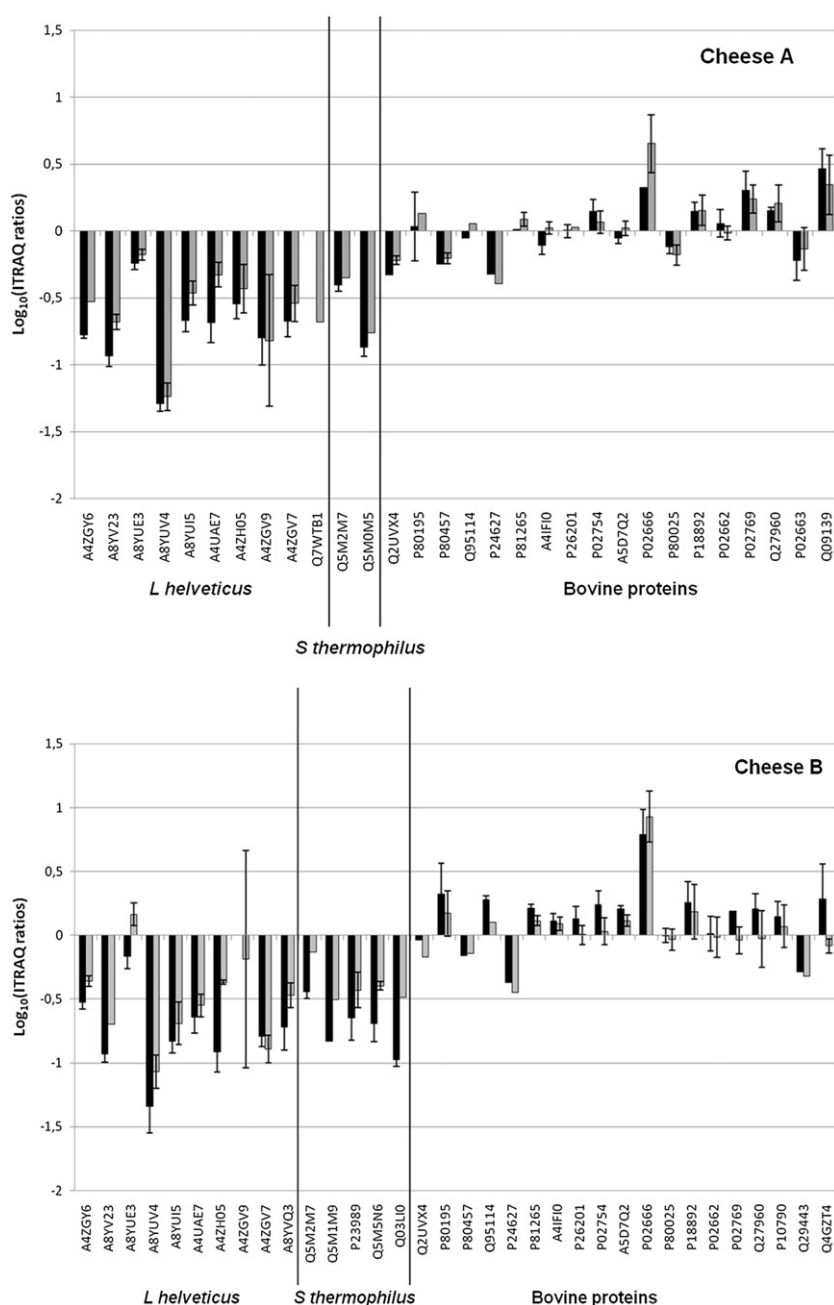 1,5
Cheese A
1
0,5
0
-0,5
-1
-1,5
-2
Log10(ITRAQ ratios)
A4ZGY6
A8YV23
A8YUE3
A8YUV4
A8YUI5
A4UAE7
A4ZH05
A4ZGV9
A4ZGV7
Q7WTB1
Q5M2M7
Q5M0M5
Q2UVX4
P80195
P80457
Q95114
P24627
P81265
A4IFI0
P26201
P02754
A5D7Q2
P02666
P80025
P18892
P02662
P02769
Q27960
P02663
Q09139
L helveticus
Bovine proteins
S thermophilus
1,5
Cheese B
1
0,5
0
-0,5
-1
-1,5
-2
Log10(ITRAQ ratios)
A4ZGY6
A8YV23
A8YUE3
A8YUV4
A8YUI5
A4UAE7
A4ZH05
A4ZGV9
A4ZGV7
A8YVQ3
Q5M2M7
Q5M1M9
P23989
Q5M5N6
Q03LI0
Q2UVX4
P80195
P80457
Q95114
P24627
P81265
A4IFI0
P26201
P02754
A5D7Q2
P02666
P80025
P18892
P02662
P02769
Q27960
P10790
Q29443
Q4GZT4
L helveticus
S thermophilus
Bovine proteins